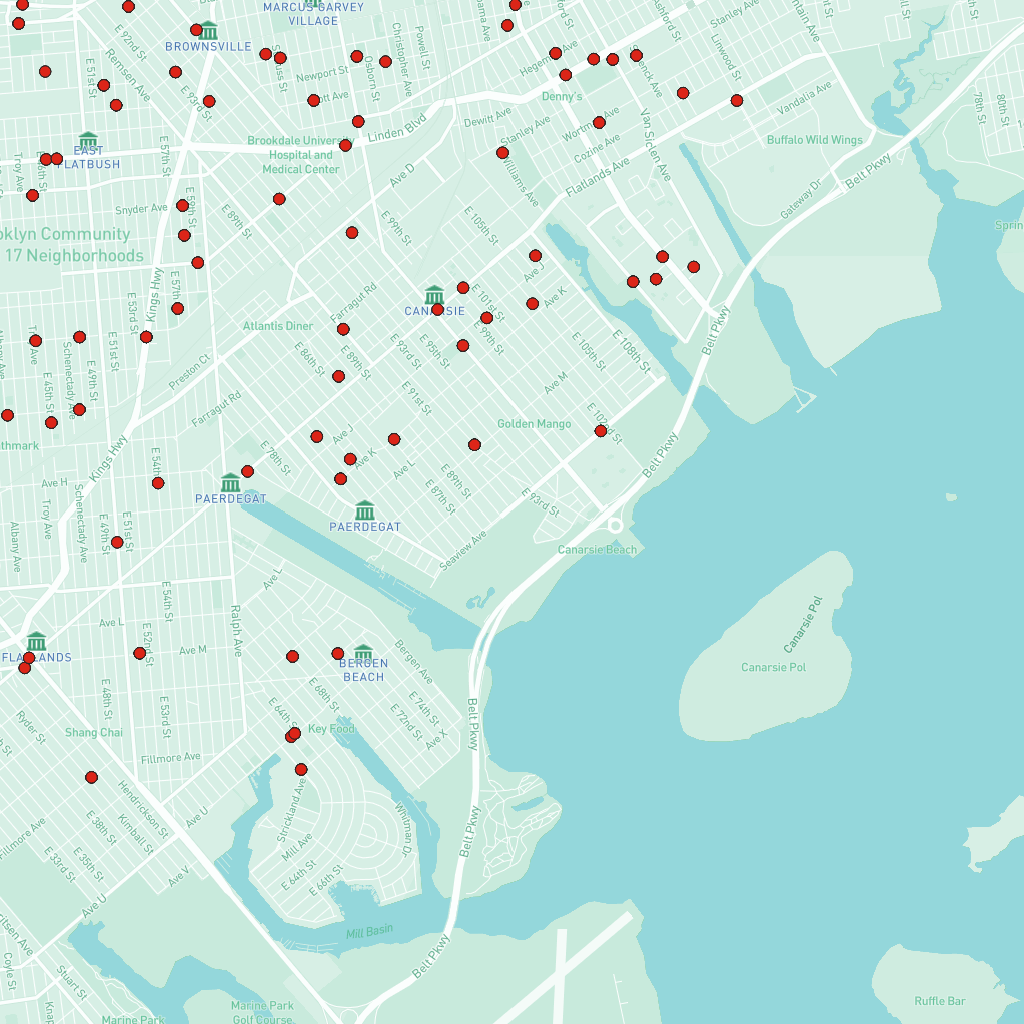 MARCUS GARVEY
VILLAGE
BROWNSVILLE
E 92nd St
Remsen Ave
E 51st St
E 93rd St
Newport St
Osborn St
Christopher Ave
Powell St
Hegeman Ave
Stanley Ave
Linwood St
Denny's
Vandalia Ave
Linden Blvd
Dewitt Ave
Stanley Ave
Cozine Ave
Van Siclen Ave
Buffalo Wild Wings
78th St
80th St
EAST
FLATBUSH
E 57th St
Brookdale University
Hospital and
Medical Center
Ave D
Williams Ave
Flatlands Ave
Gateway Dr
Belt Pkwy
Troy Ave
Snyder Ave
E 59th St
E 89th St
E 99th St
E 105th St
oklyn Community
17 Neighborhoods
Kings Hwy
E 57th St
E 53rd St
Farragut Rd
CANARSIE
E 101st St
Ave J
Ave K
Belt Pkwy
Atlantis Diner
E 99th St
E 95th St
E 93rd St
E 89th St
E 86th St
E 105th St
E 108th St
Albany Ave
Schenectady Ave
E 51st St
E 49th St
E 45th St
Preston Ct
Farragut Rd
E 91st St
Ave M
Golden Mango
E 102nd St
Belt Pkwy
thmark
Kings Hwy
Ave H
E 54th St
E 78th St
Ave J
Ave K
Ave L
E 89th St
E 87th St
E 93rd St
PAERDEGAT
PAERDEGAT
Troy Ave
Schenectady Ave
Albany Ave
E 49th St
E 51st St
Seaview Ave
Canarsie Beach
Ave L
E 54th St
Ralph Ave
Ave L
Ave M
E 52nd St
BERGEN
BEACH
Bergen Ave
Canarsie Pol
Canarsie Pol
E 48th St
E 53rd St
E 68th St
E 64th St
E 72nd St
E 74th St
Ave X
Belt Pkwy
Ryder St
Shang Chai
Key Food
Fillmore Ave
Hendrickson St
Kimball St
Ave U
Strickland Ave
Mill Ave
Whitman Dr
Belt Pkwy
Fillmore Ave
E 38th St
E 35th St
E 33rd St
Ave V
E 64th St
E 66th St
Ave U
Mill Basin
Belt Pkwy
Coyle St
Stuart St
Marine Park
Marine Park
Golf Course
Ruffle Bar